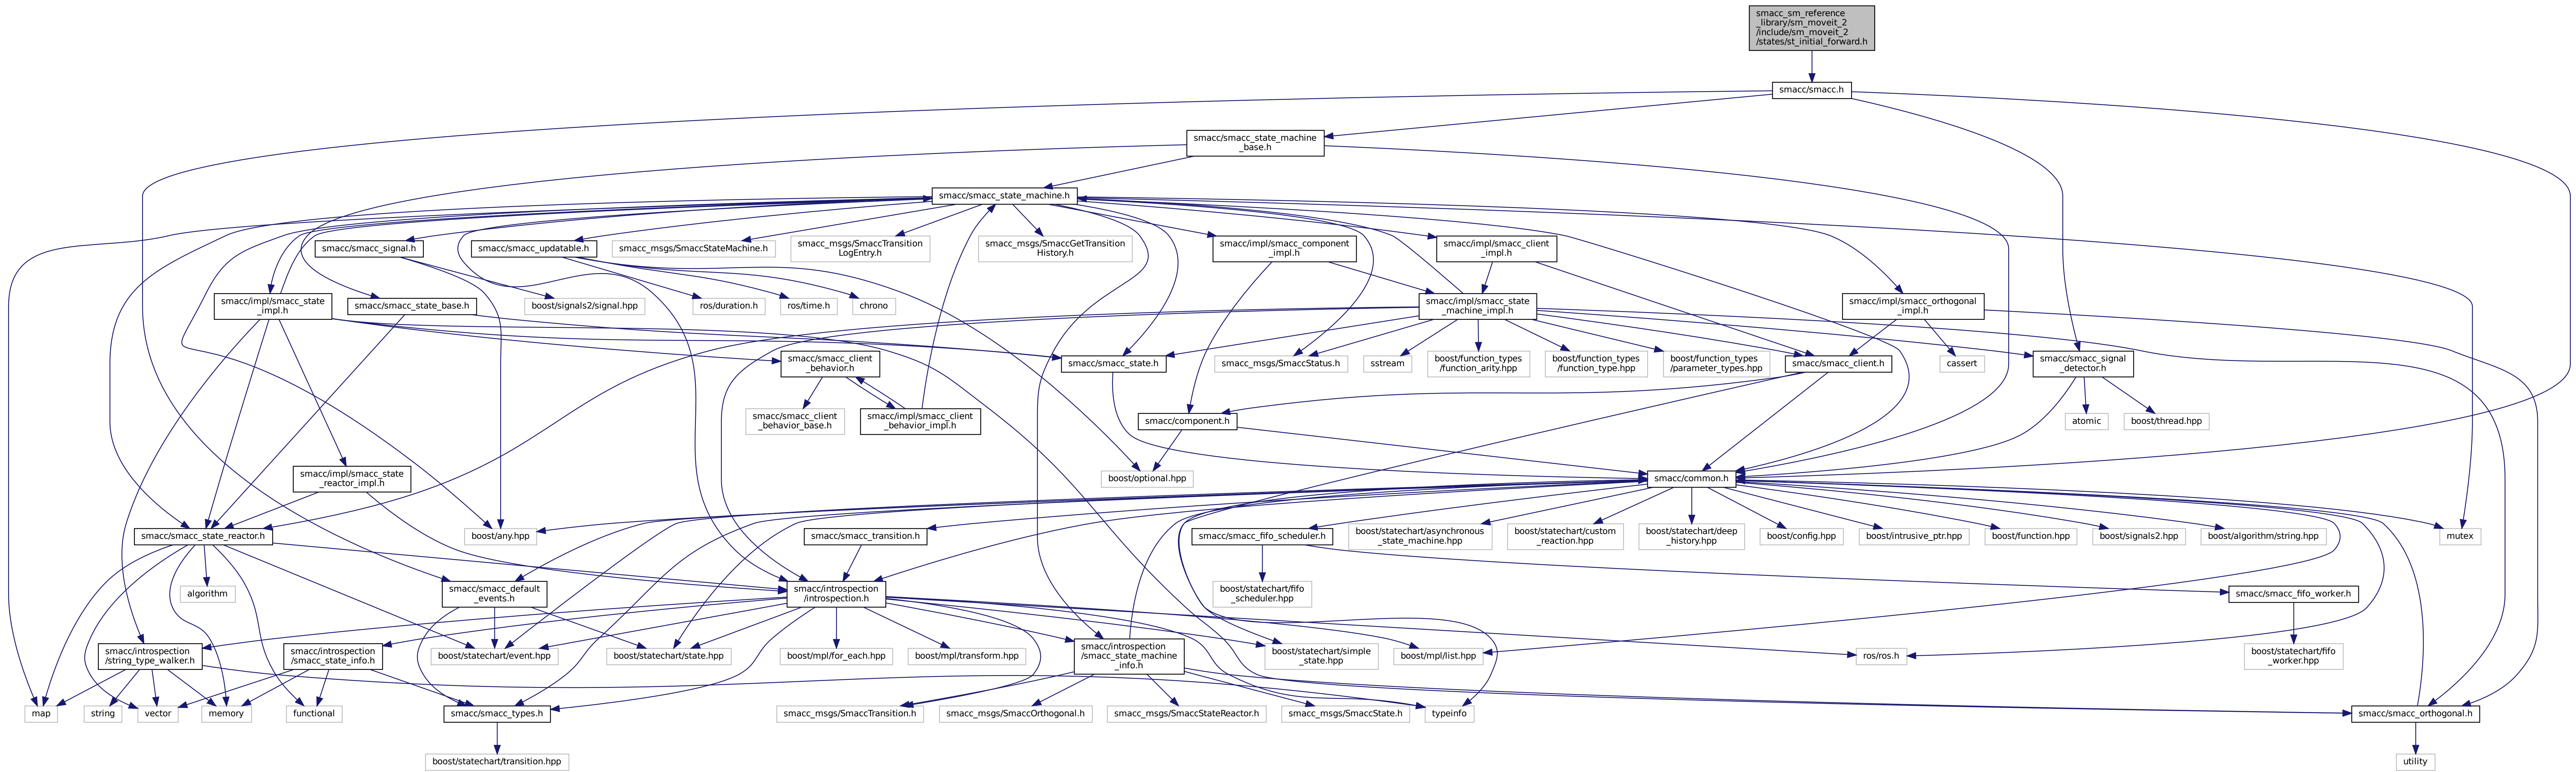 smacc_sm_reference
_library/sm_moveit_2
/include/sm_moveit_2
/states/st_initial_forward.h
smacc/smacc.h
smacc/smacc_state_machine
_base.h
smacc/smacc_state_machine.h
smacc/smacc_signal.h
smacc/smacc_updatable.h
smacc_msgs/SmaccStateMachine.h
smacc_msgs/SmaccTransition
LogEntry.h
smacc_msgs/SmaccGetTransition
History.h
smacc/impl/smacc_component
_impl.h
smacc/impl/smacc_client
_impl.h
smacc/impl/smacc_state
_impl.h
smacc/smacc_state_base.h
boost/signals2/signal.hpp
ros/duration.h
ros/time.h
chrono
smacc/impl/smacc_state
_machine_impl.h
smacc/impl/smacc_orthogonal
_impl.h
smacc/smacc_client
_behavior.h
smacc/smacc_state.h
smacc_msgs/SmaccStatus.h
sstream
boost/function_types
/function_arity.hpp
boost/function_types
/function_type.hpp
boost/function_types
/parameter_types.hpp
smacc/smacc_client.h
cassert
smacc/smacc_signal
_detector.h
smacc/smacc_client
_behavior_base.h
smacc/impl/smacc_client
_behavior_impl.h
smacc/component.h
atomic
boost/thread.hpp
smacc/impl/smacc_state
_reactor_impl.h
boost/optional.hpp
smacc/common.h
smacc/smacc_state_reactor.h
boost/any.hpp
smacc/smacc_transition.h
smacc/smacc_fifo_scheduler.h
boost/statechart/asynchronous
_state_machine.hpp
boost/statechart/custom
_reaction.hpp
boost/statechart/deep
_history.hpp
boost/config.hpp
boost/intrusive_ptr.hpp
boost/function.hpp
boost/signals2.hpp
boost/algorithm/string.hpp
mutex
algorithm
smacc/smacc_default
_events.h
smacc/introspection
/introspection.h
boost/statechart/fifo
_scheduler.hpp
smacc/smacc_fifo_worker.h
smacc/introspection
/string_type_walker.h
smacc/introspection
/smacc_state_info.h
boost/statechart/event.hpp
boost/statechart/state.hpp
boost/mpl/for_each.hpp
boost/mpl/transform.hpp
smacc/introspection
/smacc_state_machine
_info.h
boost/statechart/simple
_state.hpp
boost/mpl/list.hpp
ros/ros.h
boost/statechart/fifo
_worker.hpp
map
string
vector
memory
functional
smacc/smacc_types.h
smacc_msgs/SmaccTransition.h
smacc_msgs/SmaccOrthogonal.h
smacc_msgs/SmaccStateReactor.h
smacc_msgs/SmaccState.h
typeinfo
smacc/smacc_orthogonal.h
boost/statechart/transition.hpp
utility